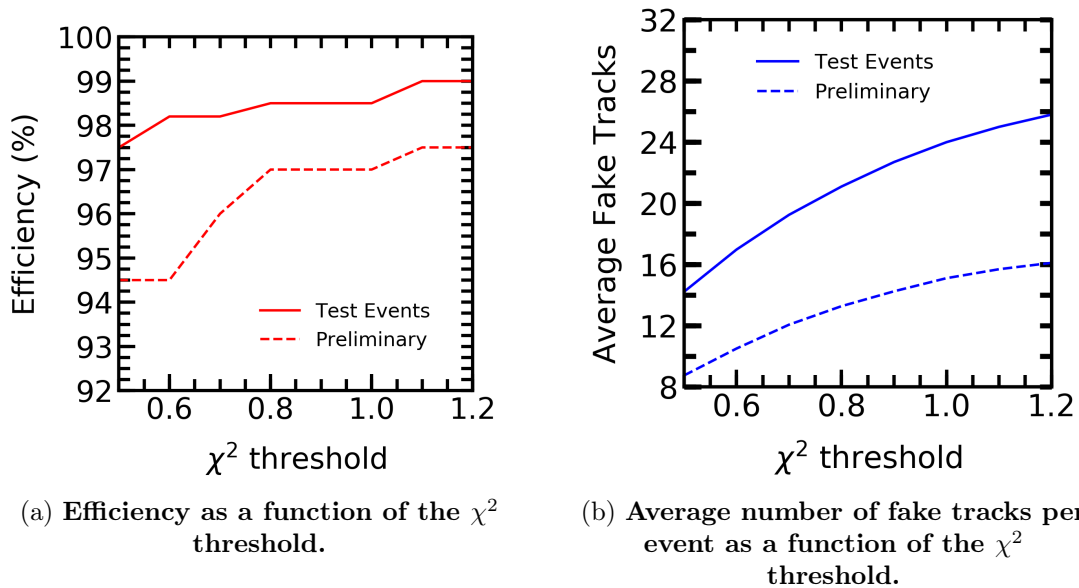 100
99
98
97
96
95
94
93
92
Efficiency (%)
Test Events
Preliminary
0.6 0.8 1.0 1.2
χ² threshold
(a) Efficiency as a function of the χ²
threshold.
32
28
24
20
16
12
8
Average Fake Tracks
Test Events
Preliminary
0.6 0.8 1.0 1.2
χ² threshold
(b) Average number of fake tracks per
event as a function of the χ²
threshold.